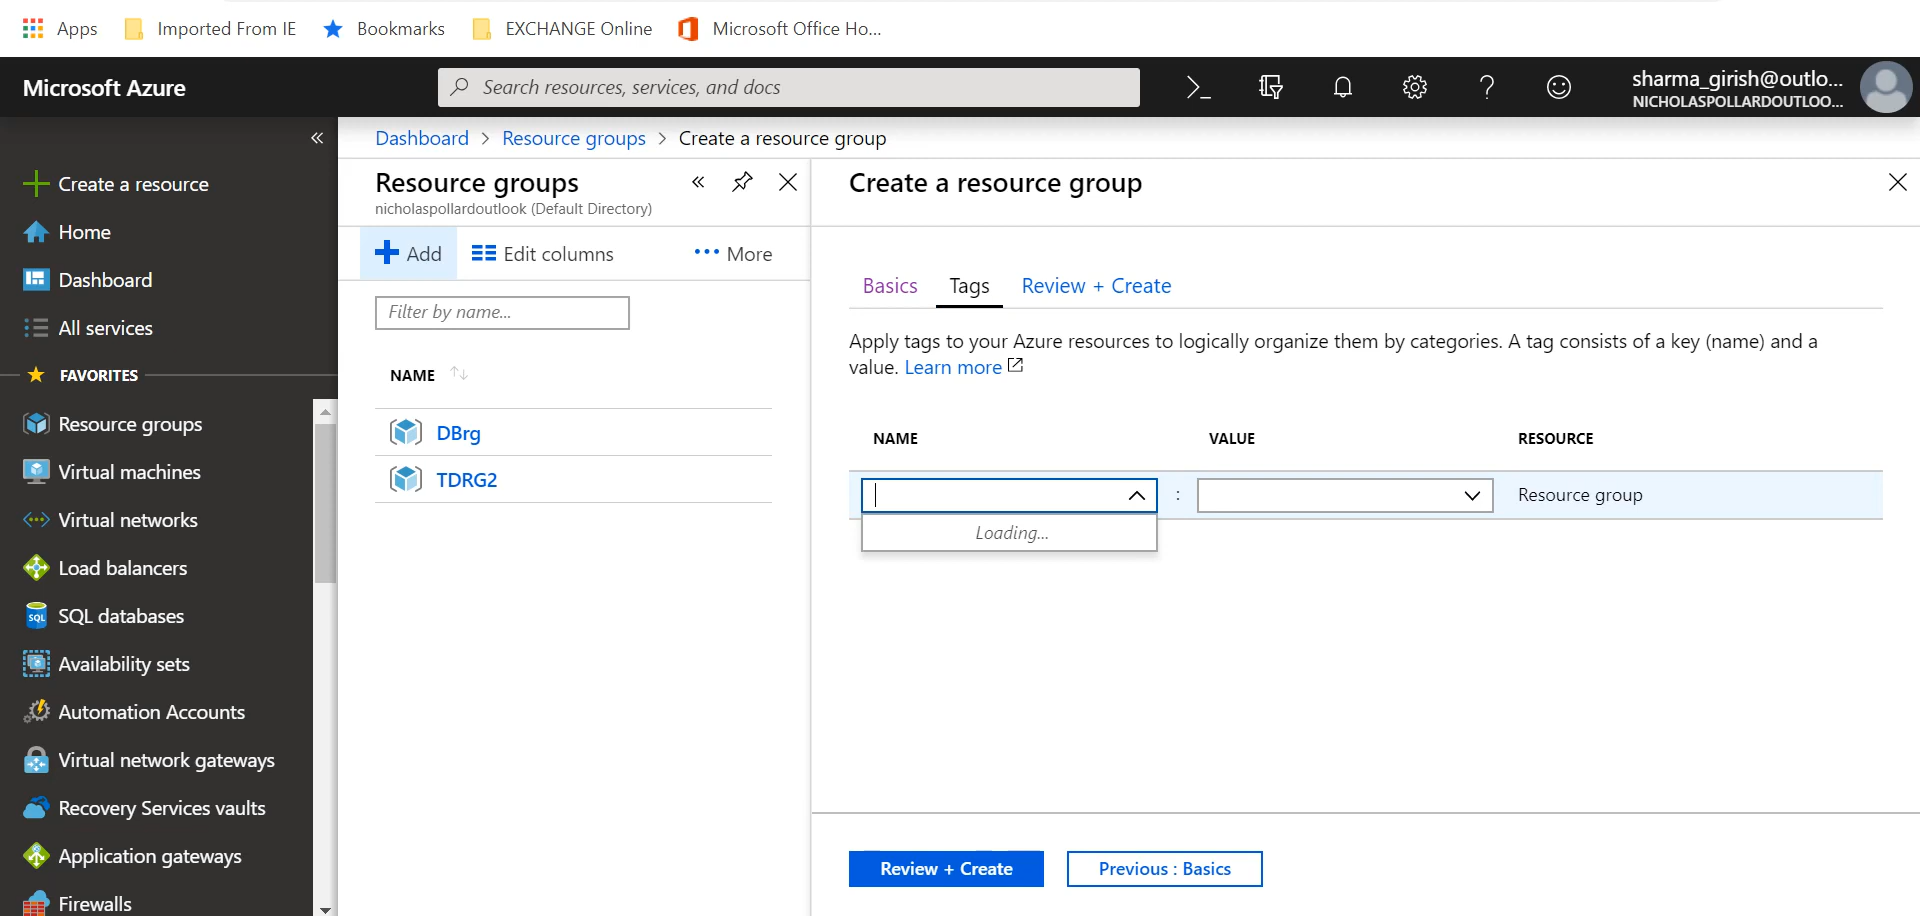 Apps Imported From IE Bookmarks EXCHANGE Online Microsoft Office Ho...
Microsoft Azure Search resources, services, and docs sharma_girish@outlo...
NICHOLASPOLLARDOUTLOO...
Dashboard > Resource groups > Create a resource group
Create a resource
Home
Dashboard
All services
FAVORITES
Resource groups
Virtual machines
Virtual networks
Load balancers
SQL databases
Availability sets
Automation Accounts
Virtual network gateways
Recovery Services vaults
Application gateways
Firewalls
Resource groups
nicholaspollardoutlook (Default Directory)
Add Edit columns ••• More
Filter by name...
NAME
DBrg
TDRG2
Create a resource group
Basics Tags Review + Create
Apply tags to your Azure resources to logically organize them by categories. A tag consists of a key (name) and a
value. Learn more
NAME VALUE RESOURCE
: Resource group
Loading...
Review + Create Previous : Basics